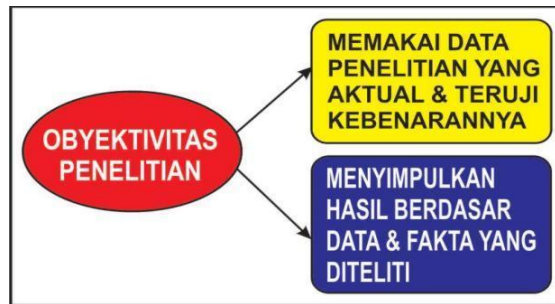 OBYEKTIVITAS
PENELITIAN
MEMAKAI DATA
PENELITIAN YANG
AKTUAL & TERUJI
KEBENARANNYA
MENYIMPULKAN
HASIL BERDASAR
DATA & FAKTA YANG
DITELITI